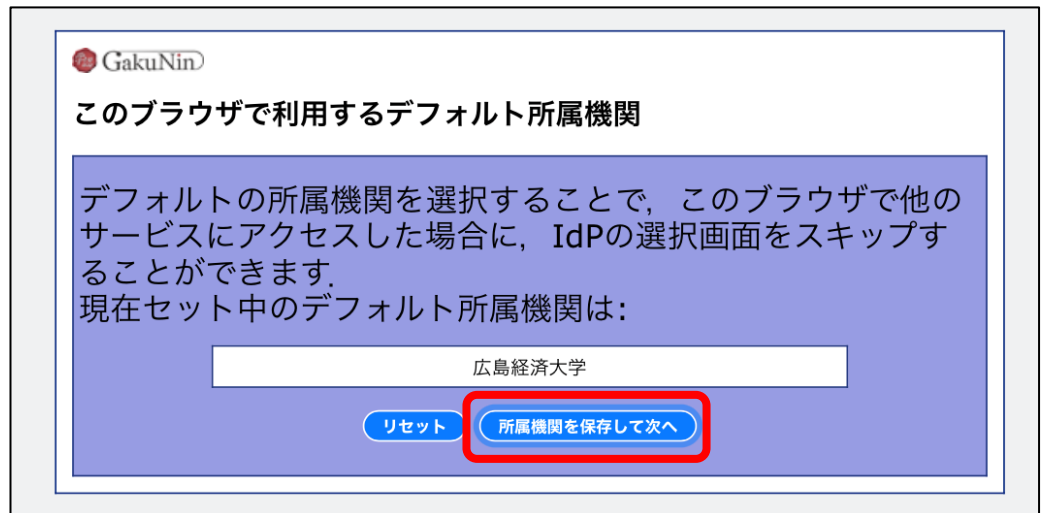 GakuNin
このブラウザで利用するデフォルト所属機関
デフォルトの所属機関を選択することで，このブラウザで他の
サービスにアクセスした場合に，IdPの選択画面をスキップす
ることができます．
現在セット中のデフォルト所属機関は:
広島経済大学
リセット 所属機関を保存して次へ